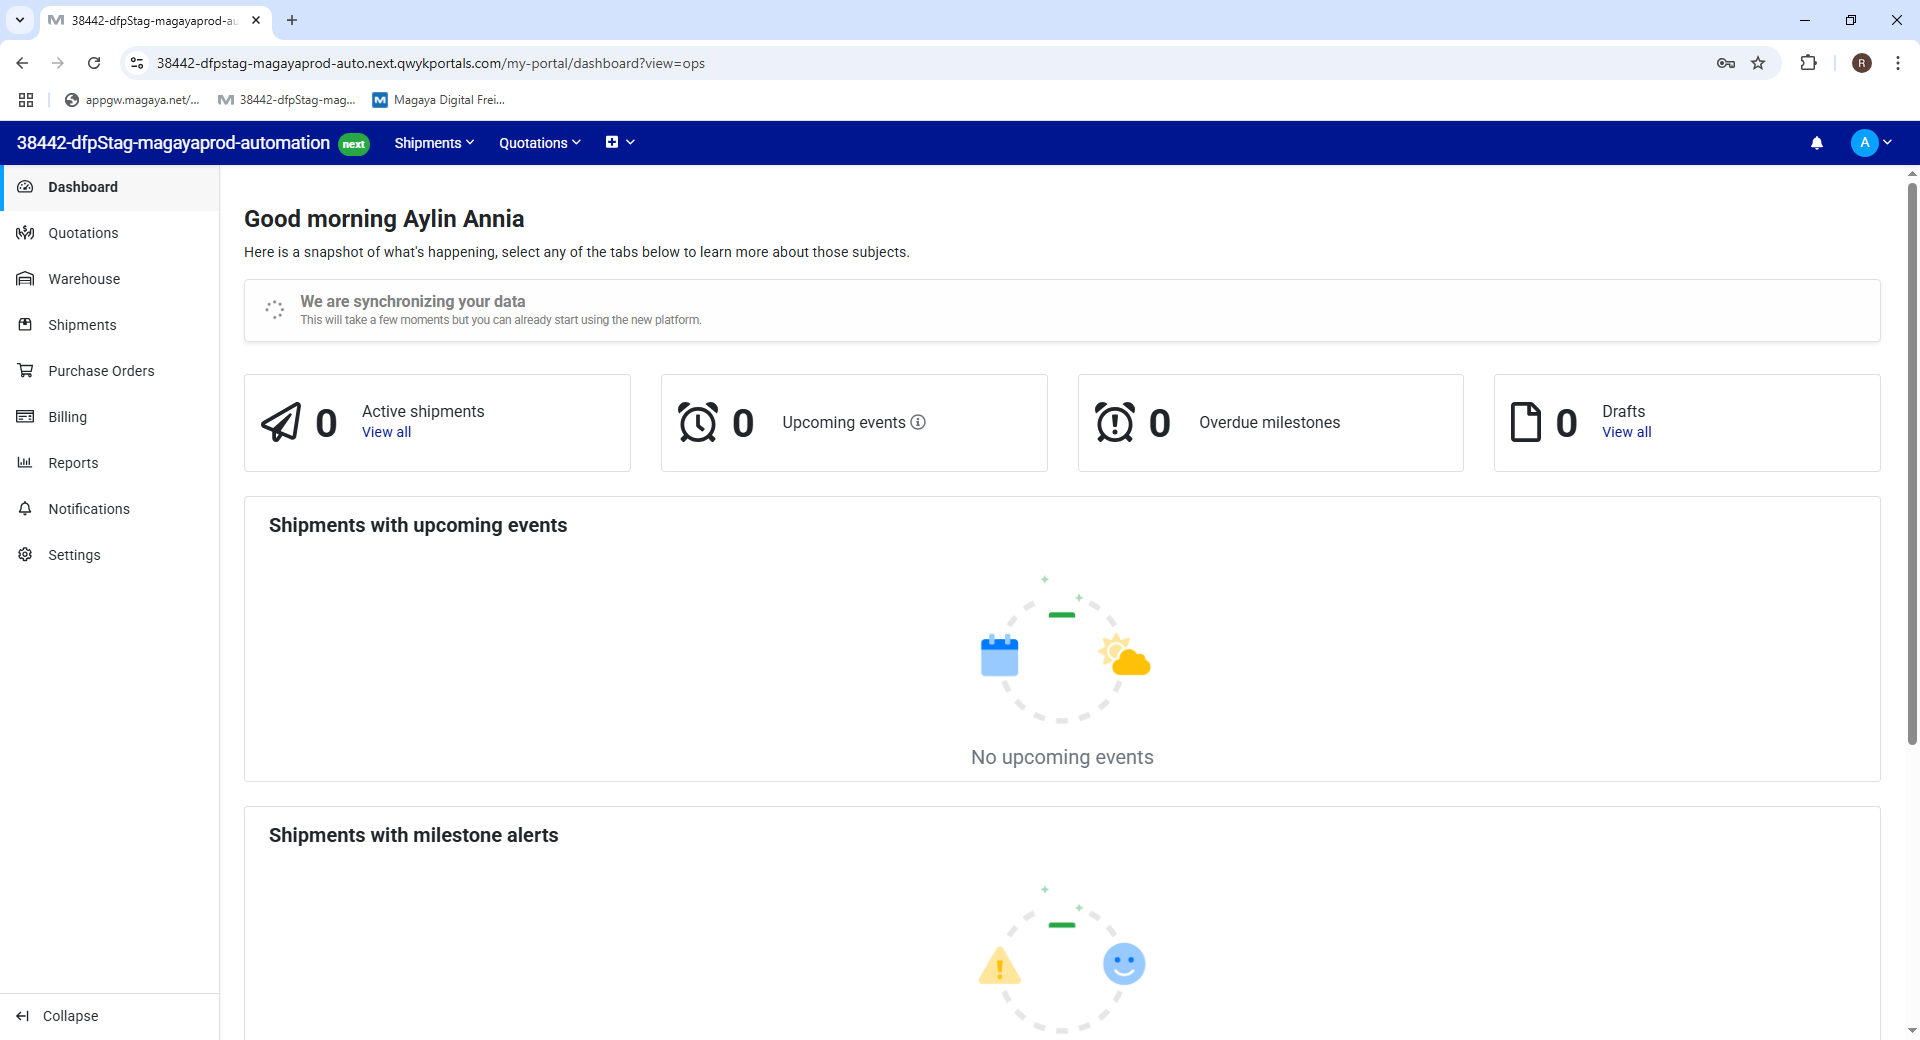 38442-dfpStag-magayaprod-au
38442-dfpstag-magayaprod-auto.next.qwykportals.com/my-portal/dashboard?view=ops
R
appgw.magaya.net/...
38442-dfpStag-mag...
Magaya Digital Frei...
38442-dfpStag-magayaprod-automation
next
Shipments
Quotations
A
Dashboard
Quotations
Warehouse
Shipments
Purchase Orders
Billing
Reports
Notifications
Settings
Collapse
Good morning Aylin Annia
Here is a snapshot of what's happening, select any of the tabs below to learn more about those subjects.
We are synchronizing your data
This will take a few moments but you can already start using the new platform.
0 Active shipments
View all
0 Upcoming events
0 Overdue milestones
0 Drafts
View all
Shipments with upcoming events
No upcoming events
Shipments with milestone alerts